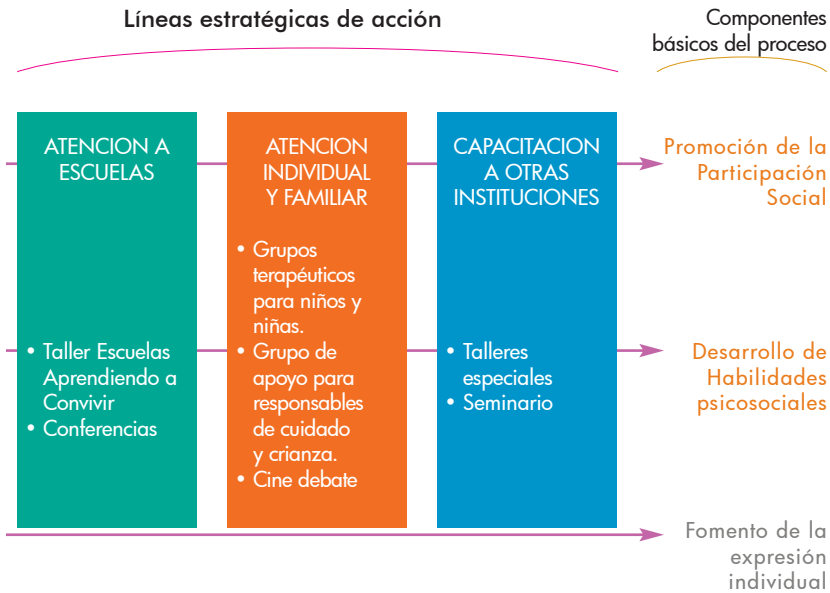 Líneas estratégicas de acción
Componentes
básicos del proceso
ATENCION A
ESCUELAS
• Taller Escuelas
Aprendiendo a
Convivir
• Conferencias
ATENCION
INDIVIDUAL
Y FAMILIAR
• Grupos
terapéuticos
para niños y
niñas.
• Grupo de
apoyo para
responsables
de cuidado
y crianza.
• Cine debate
CAPACITACION
A OTRAS
INSTITUCIONES
• Talleres
especiales
• Seminario
Promoción de la
Participación
Social
Desarrollo de
Habilidades
psicosociales
Fomento de la
expresión
individual